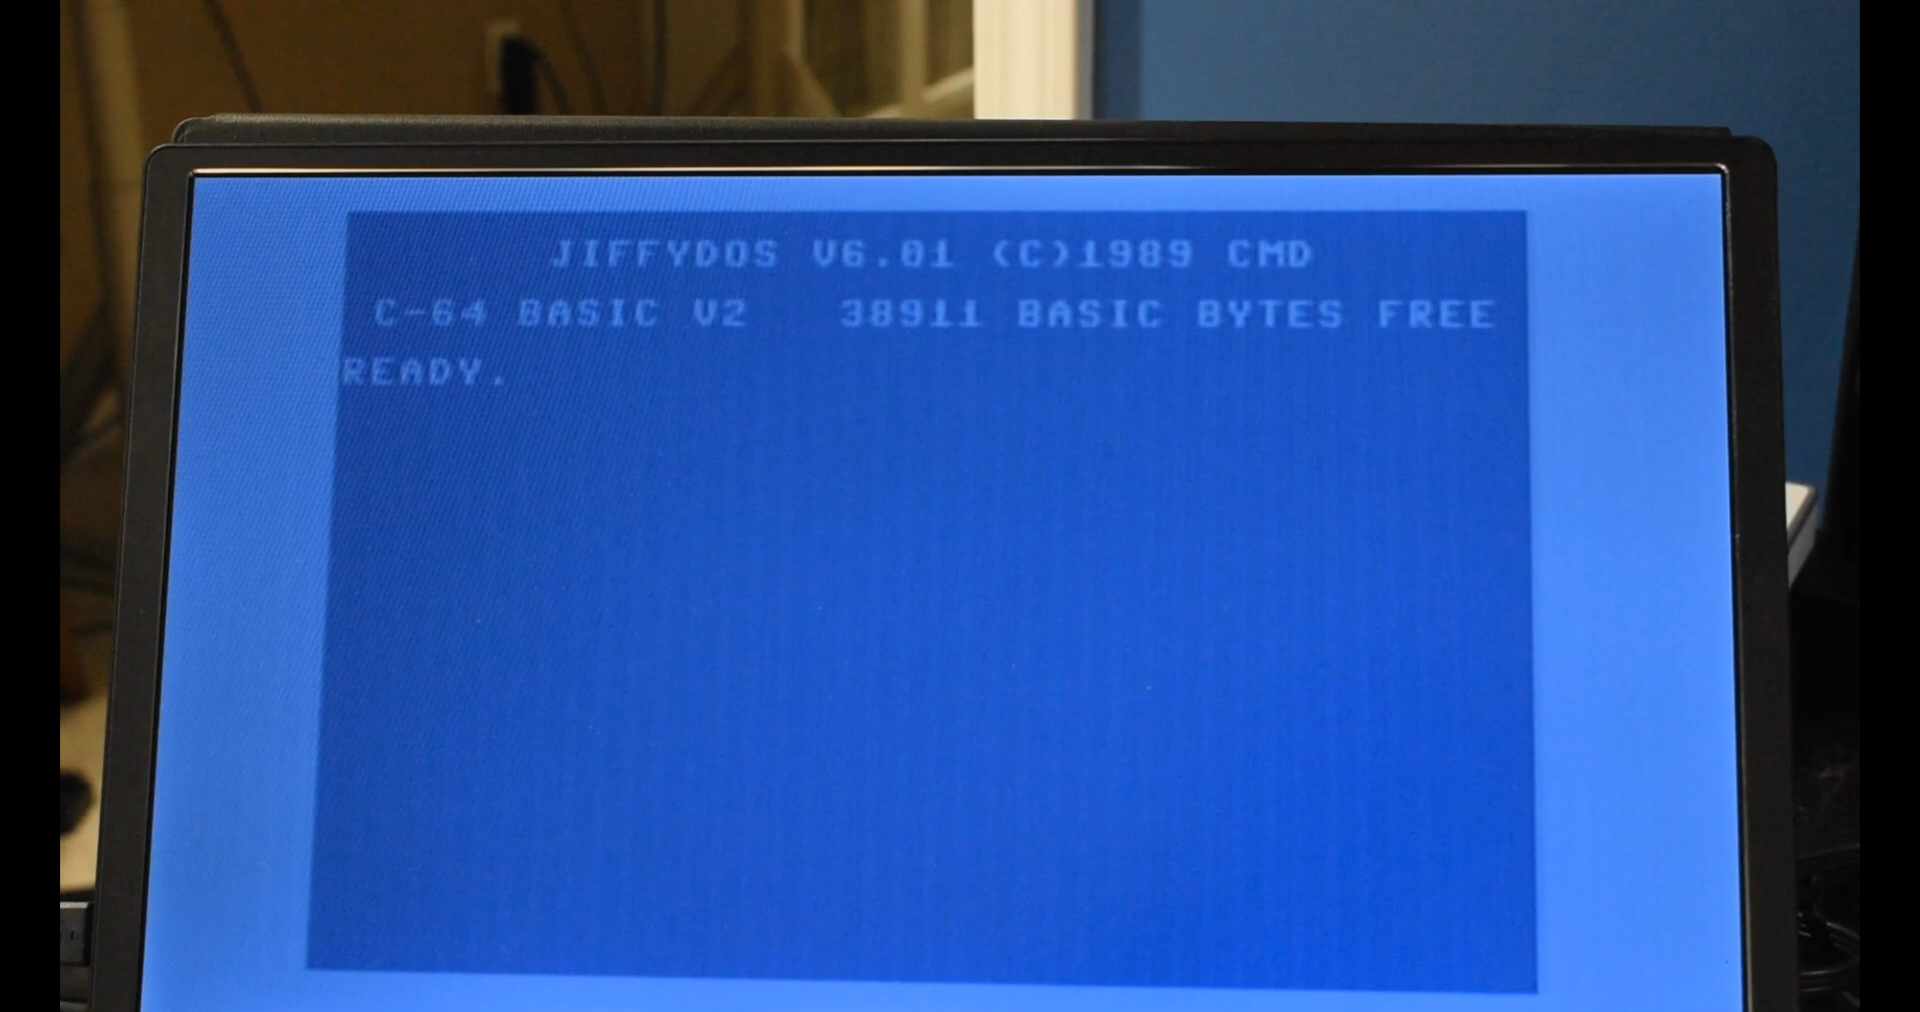 JIFFYDOS V6.01 (C)1989 CMD
C-64 BASIC V2   38911 BASIC BYTES FREE
READY.